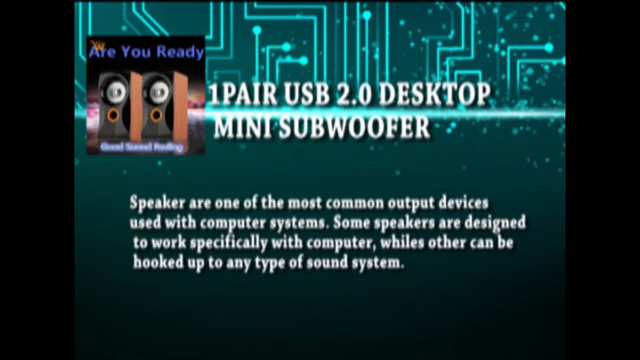 Are You Ready
Good Sound Feeling
1PAIR USB 2.0 DESKTOP
MINI SUBWOOFER
Speaker are one of the most common output devices
used with computer systems. Some speakers are designed
to work specifically with computer, whiles other can be
hooked up to any type of sound system.